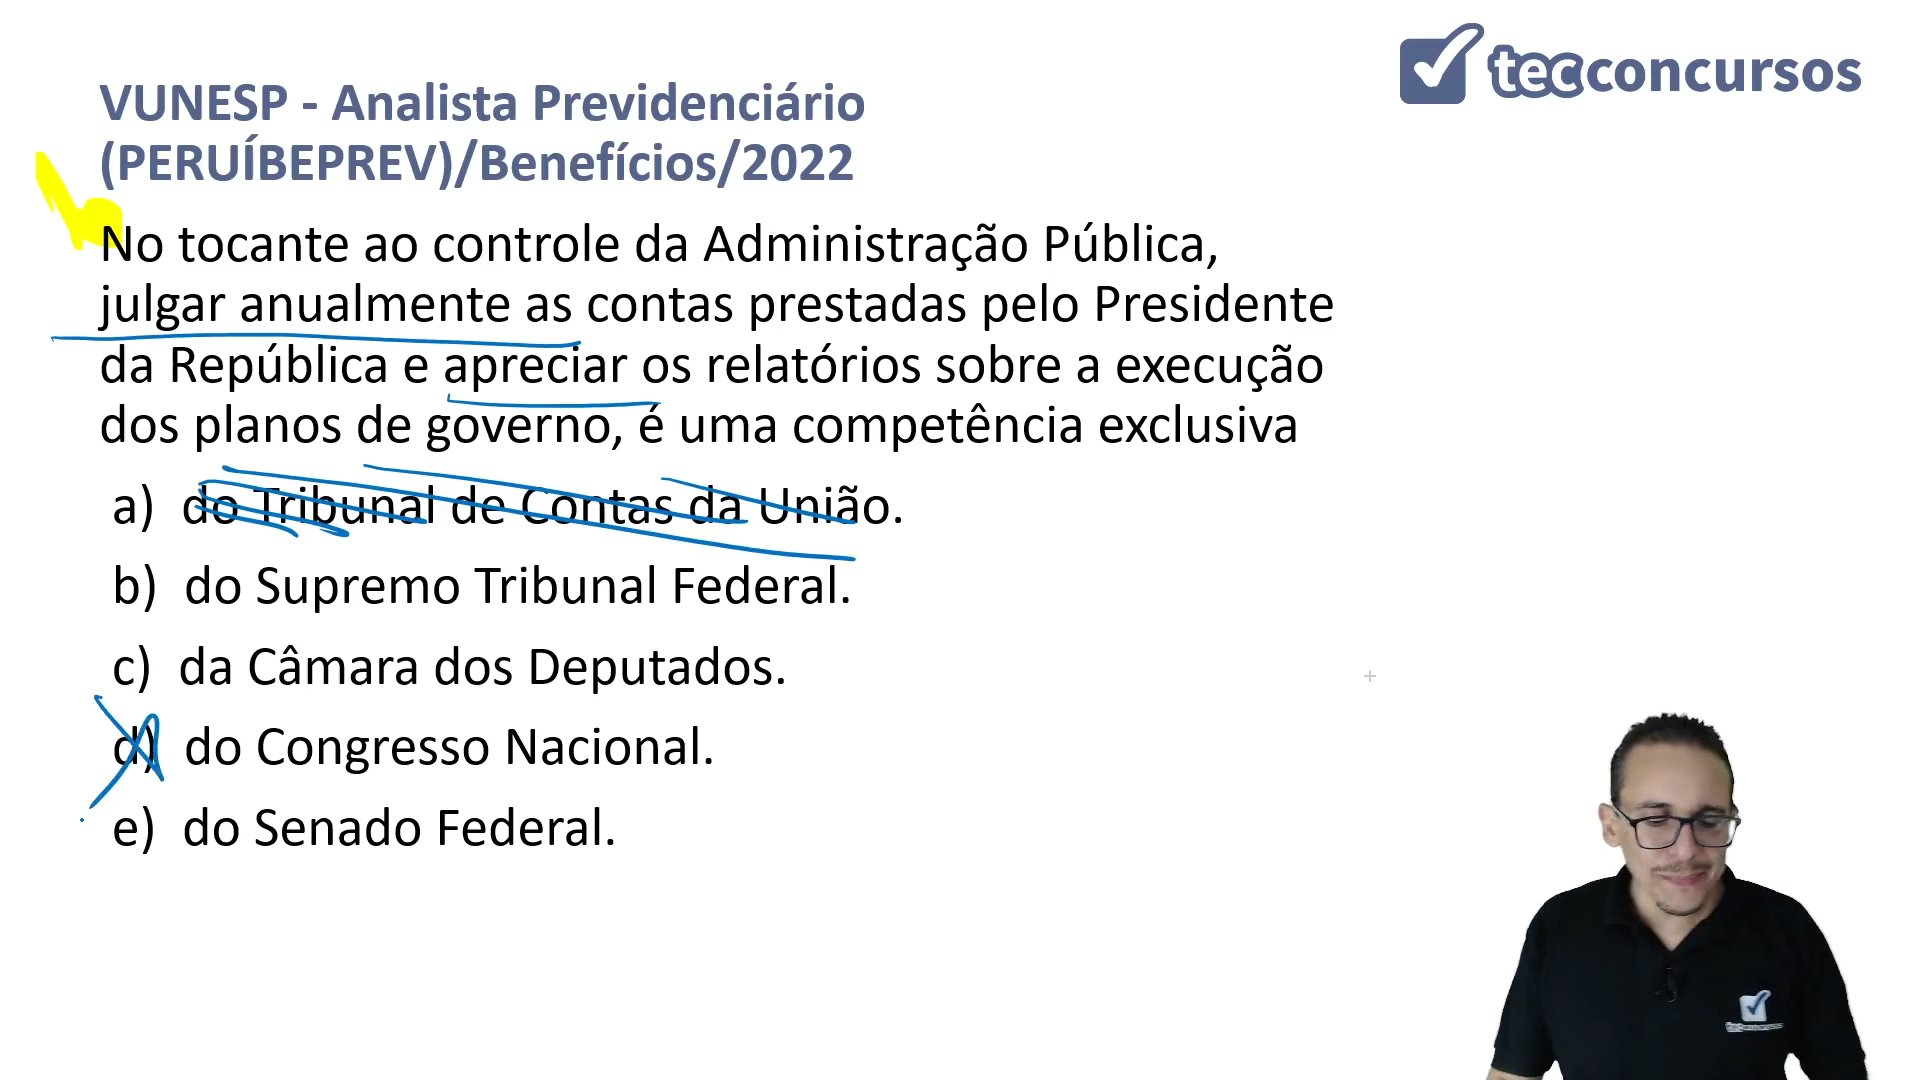 tecconcursos
VUNESP - Analista Previdenciário
(PERUÍBEPREV)/Benefícios/2022
No tocante ao controle da Administração Pública,
julgar anualmente as contas prestadas pelo Presidente
da República e apreciar os relatórios sobre a execução
dos planos de governo, é uma competência exclusiva
a) do Tribunal de Contas da União.
b) do Supremo Tribunal Federal.
c) da Câmara dos Deputados.
d) do Congresso Nacional.
e) do Senado Federal.